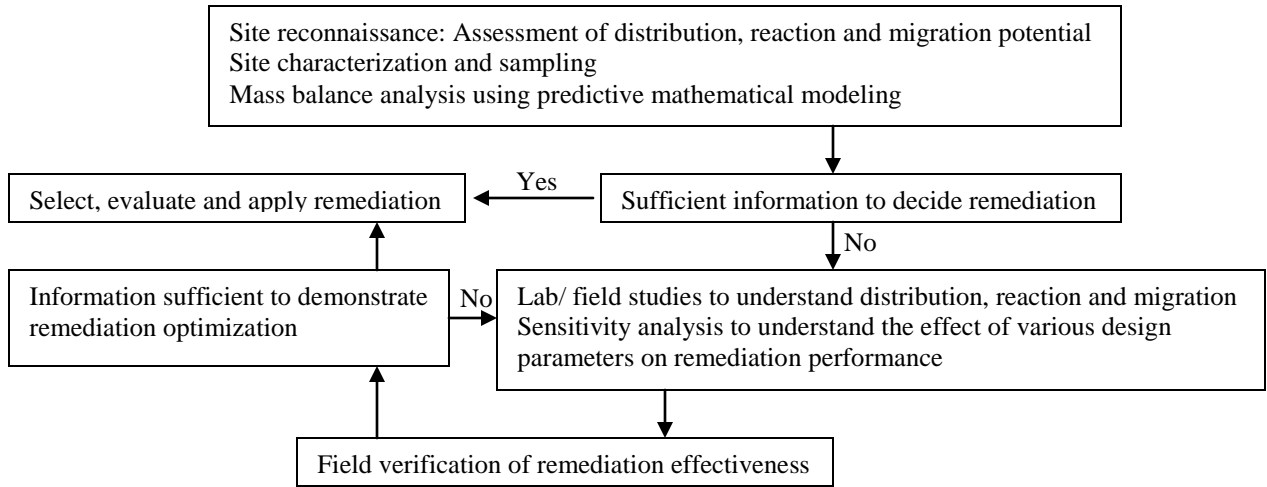 Site reconnaissance: Assessment of distribution, reaction and migration potential
Site characterization and sampling
Mass balance analysis using predictive mathematical modeling
Select, evaluate and apply remediation
Yes
Sufficient information to decide remediation
No
Information sufficient to demonstrate
remediation optimization
No
Lab/ field studies to understand distribution, reaction and migration
Sensitivity analysis to understand the effect of various design
parameters on remediation performance
Field verification of remediation effectiveness